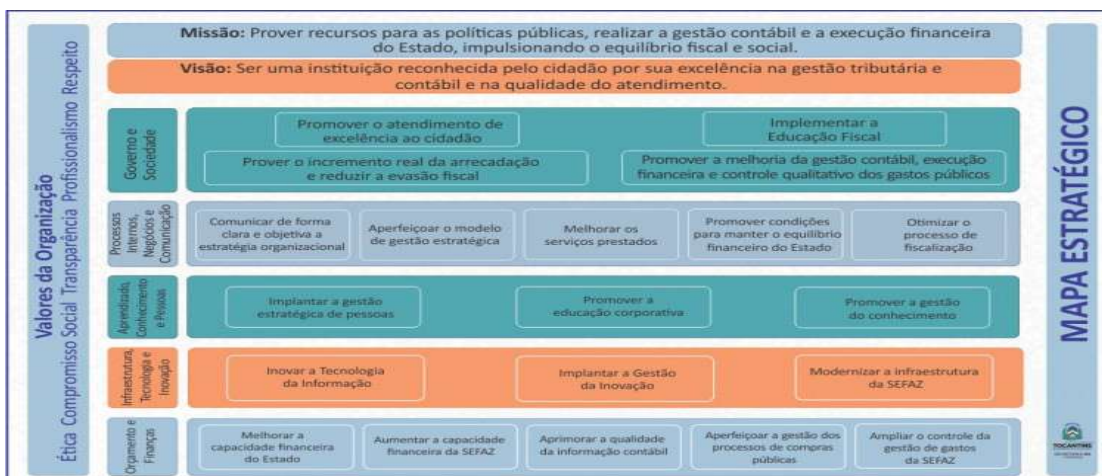 Valores da Organização
Ética Compromisso Social Transparência Profissionalismo Respeito
Missão: Prover recursos para as políticas públicas, realizar a gestão contábil e a execução financeira
do Estado, impulsionando o equilíbrio fiscal e social.
Visão: Ser uma instituição reconhecida pelo cidadão por sua excelência na gestão tributária e
contábil e na qualidade do atendimento.
Governo e
Sociedade
Promover o atendimento de
excelência ao cidadão
Implementar a
Educação Fiscal
Prover o incremento real da arrecadação
e reduzir a evasão fiscal
Promover a melhoria da gestão contábil, execução
financeira e controle qualitativo dos gastos públicos
Processos
Internos,
Negócios e
Comunicação
Comunicar de forma
clara e objetiva a
estratégia organizacional
Aperfeiçoar o modelo
de gestão estratégica
Melhorar os
serviços prestados
Promover condições
para manter o equilíbrio
financeiro do Estado
Otimizar o
processo de
fiscalização
Aprendizado,
Conhecimento
e Pessoas
Implantar a gestão
estratégica de pessoas
Promover a
educação corporativa
Promover a gestão
do conhecimento
Infraestrutura,
Tecnologia e
Inovação
Inovar a Tecnologia
da Informação
Implantar a Gestão
da Inovação
Modernizar a infraestrutura
da SEFAZ
Orçamento e
Finanças
Melhorar a
capacidade financeira
do Estado
Aumentar a capacidade
financeira da SEFAZ
Aprimorar a qualidade
da informação contábil
Aperfeiçoar a gestão dos
processos de compras
públicas
Ampliar o controle da
gestão de gastos
da SEFAZ
MAPA ESTRATÉGICO
TOCANTINS